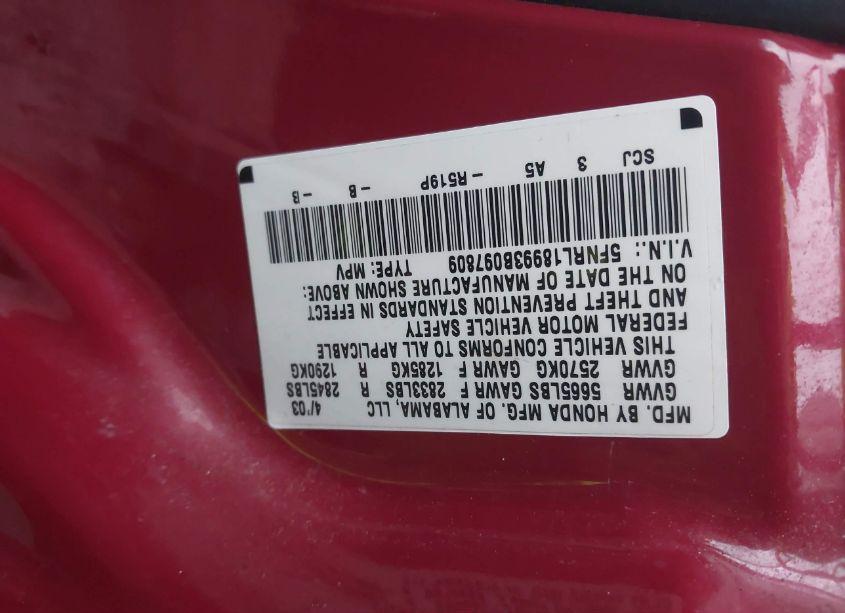 MFD. BY HONDA MFG. OF ALABAMA, LLC 4/'03
GVWR 5665LBS GAWR F 2833LBS R 2845LBS
GVWR 2570KG GAWR F 1285KG R 1290KG
THIS VEHICLE CONFORMS TO ALL APPLICABLE
FEDERAL MOTOR VEHICLE SAFETY
AND THEFT PREVENTION STANDARDS IN EFFECT
ON THE DATE OF MANUFACTURE SHOWN ABOVE:
V.I.N.: 5FNRL18993B097809 TYPE: MPV
SCJ 3 A5 –R519P –B –B